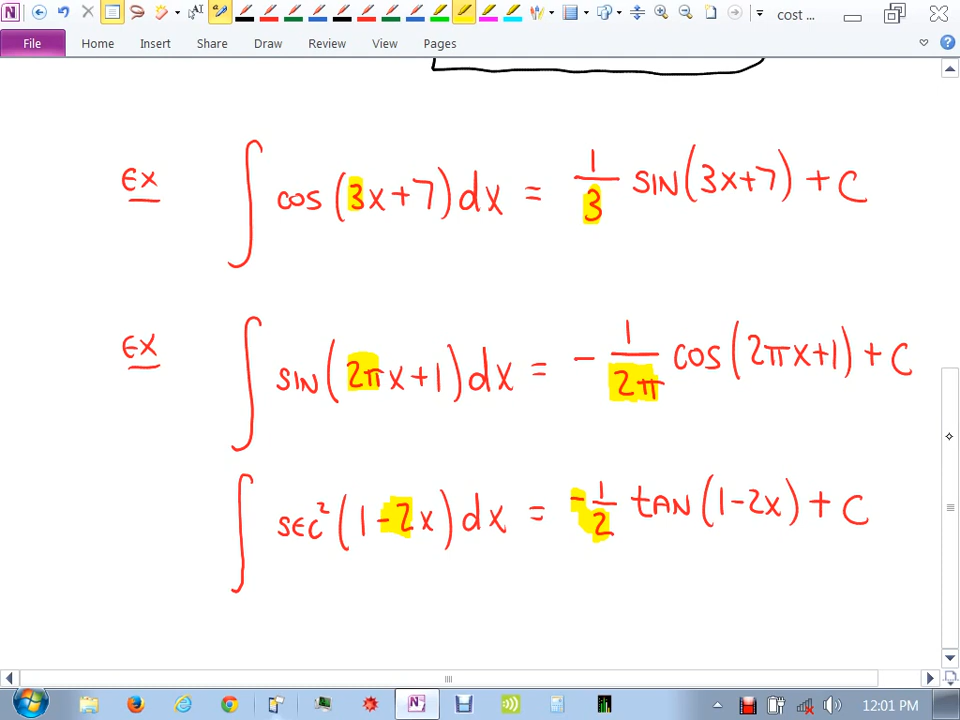 cost ...
File Home Insert Share Draw Review View Pages
Ex ∫ cos(3x+7)dx = 1/3 sin(3x+7) + C
Ex ∫ sin(2πx+1)dx = - 1/2π cos(2πx+1) + C
∫ sec²(1-2x)dx = -1/2 tan(1-2x) + C
12:01 PM